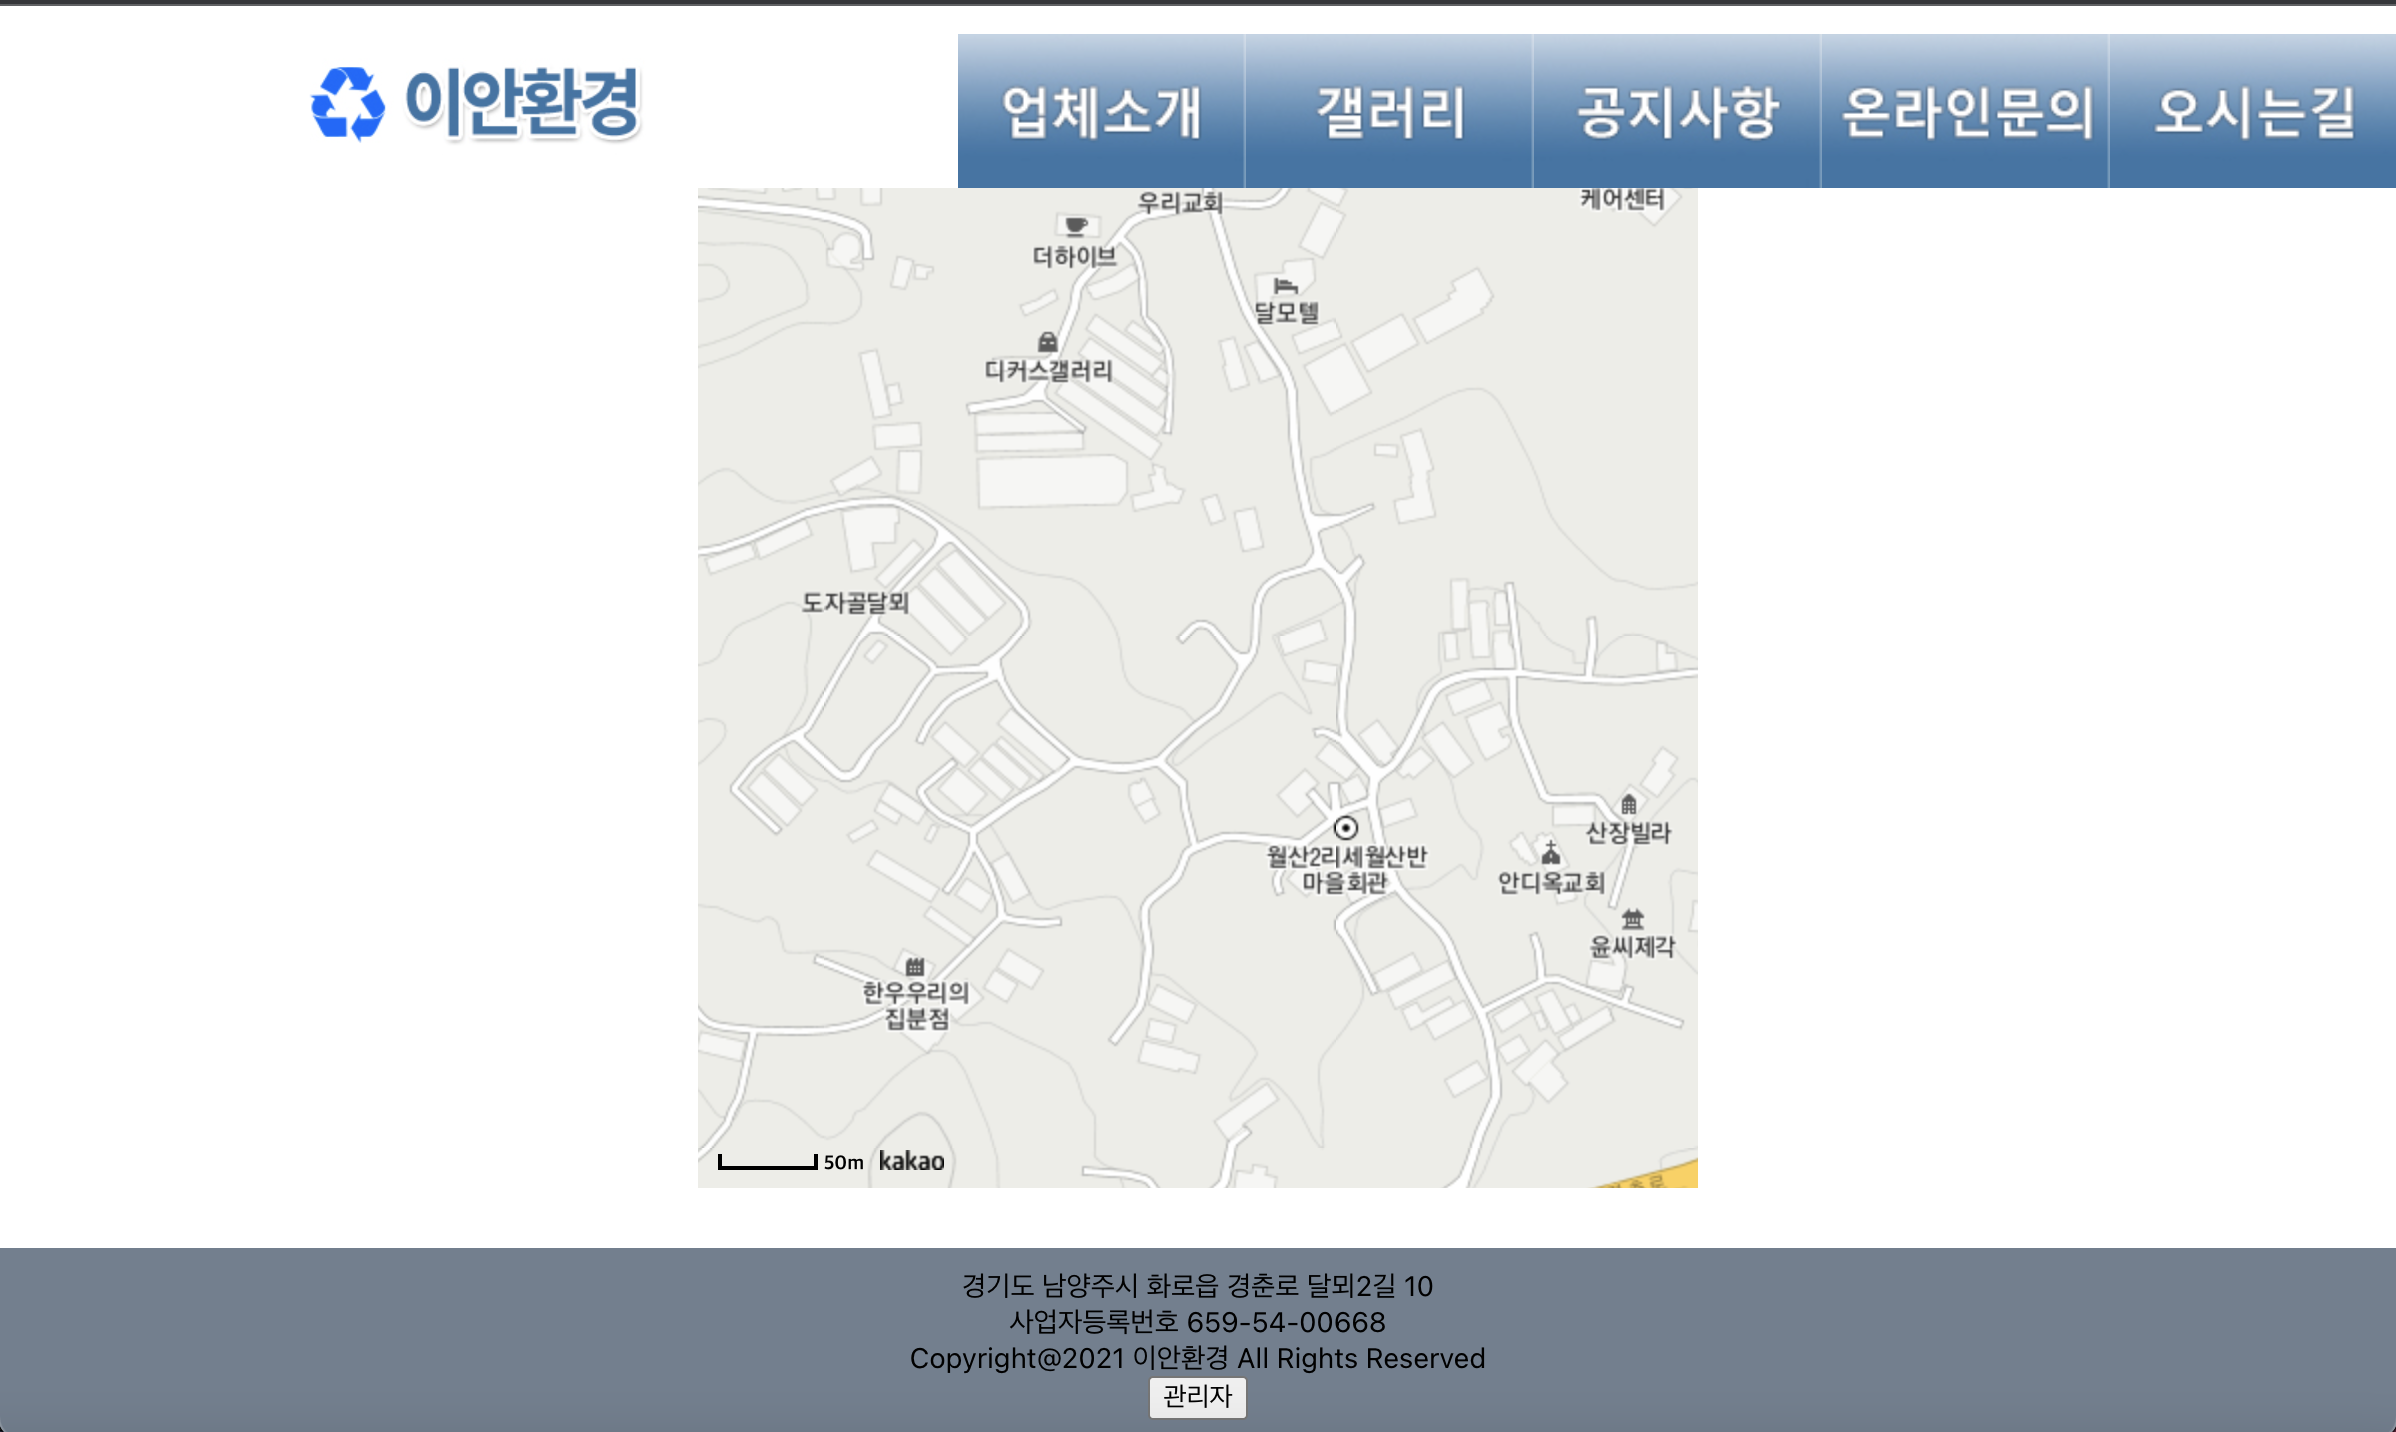 이안환경
업체소개
갤러리
공지사항
온라인문의
오시는길
우리교회
케어센터
더하이브
달모텔
디커스갤러리
도자골달뫼
산장빌라
월산2리세월산반
마을회관
안디옥교회
윤씨제각
한우우리의
집분점
50m kakao
경기도 남양주시 화로읍 경춘로 달뫼2길 10
사업자등록번호 659-54-00668
Copyright@2021 이안환경 All Rights Reserved
관리자